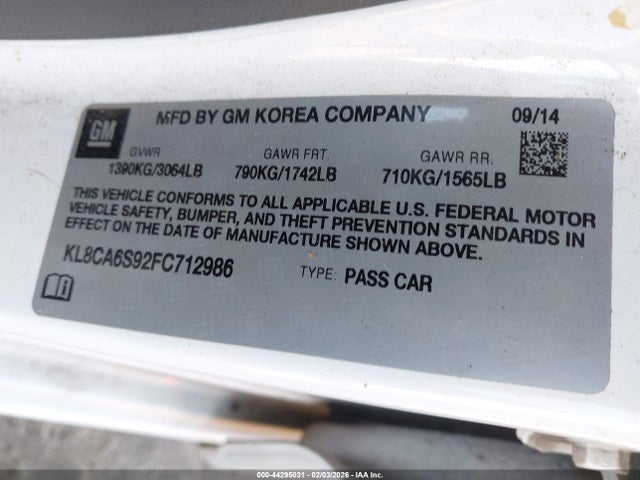 GM
MFD BY GM KOREA COMPANY
09/14
GVWR
GAWR FRT.
GAWR RR.
1390KG/3064LB
790KG/1742LB
710KG/1565LB
THIS VEHICLE CONFORMS TO ALL APPLICABLE U.S. FEDERAL MOTOR
VEHICLE SAFETY, BUMPER, AND THEFT PREVENTION STANDARDS IN
EFFECT ON THE DATE OF MANUFACTURE SHOWN ABOVE.
KL8CA6S92FC712986
TYPE: PASS CAR
000-44295031 - 02/03/2026 - IAA Inc.